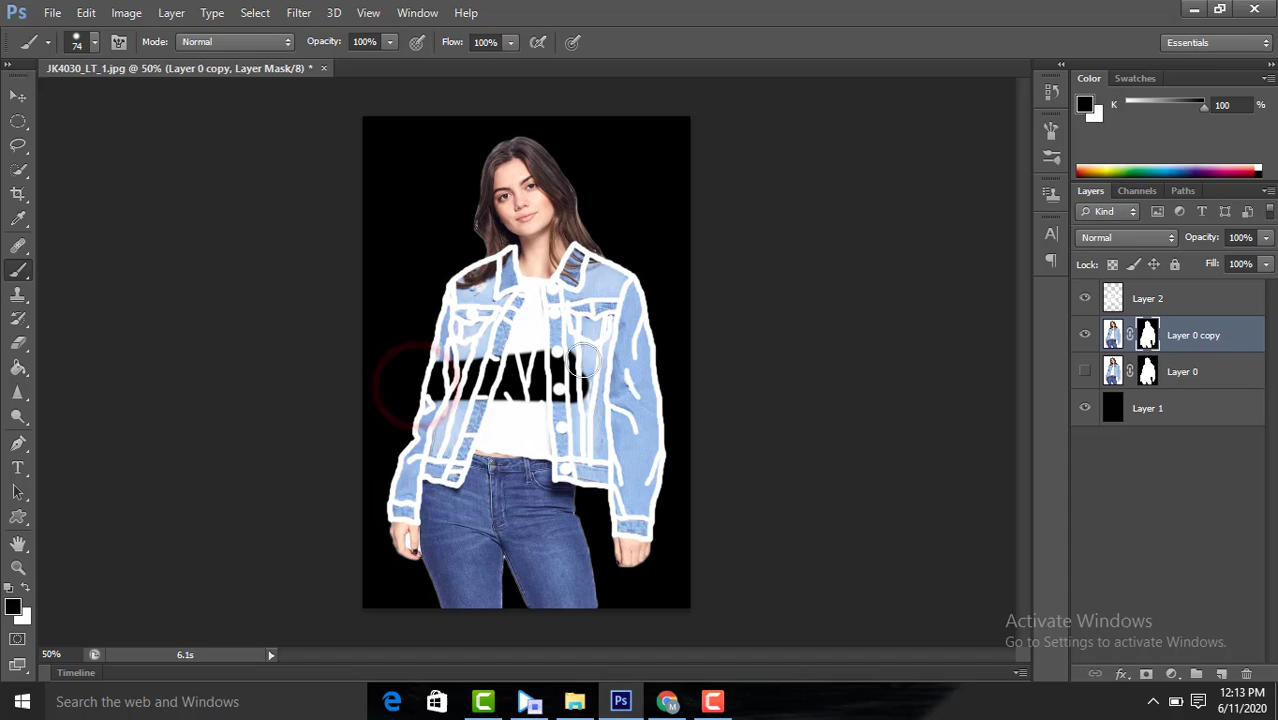 Ps File Edit Image Layer Type Select Filter 3D View Window Help
74 Mode: Normal Opacity: 100% Flow: 100% Essentials
JK4030_LT_1.jpg @ 50% (Layer 0 copy, Layer Mask/8) * ×
Color Swatches
K 100 %
Layers Channels Paths
Kind
Normal Opacity: 100%
Lock: Fill: 100%
Layer 2
Layer 0 copy
Layer 0
Layer 1
Activate Windows
Go to Settings to activate Windows.
50% 6.1s
Timeline
Search the web and Windows
Ps
12:13 PM
6/11/2020